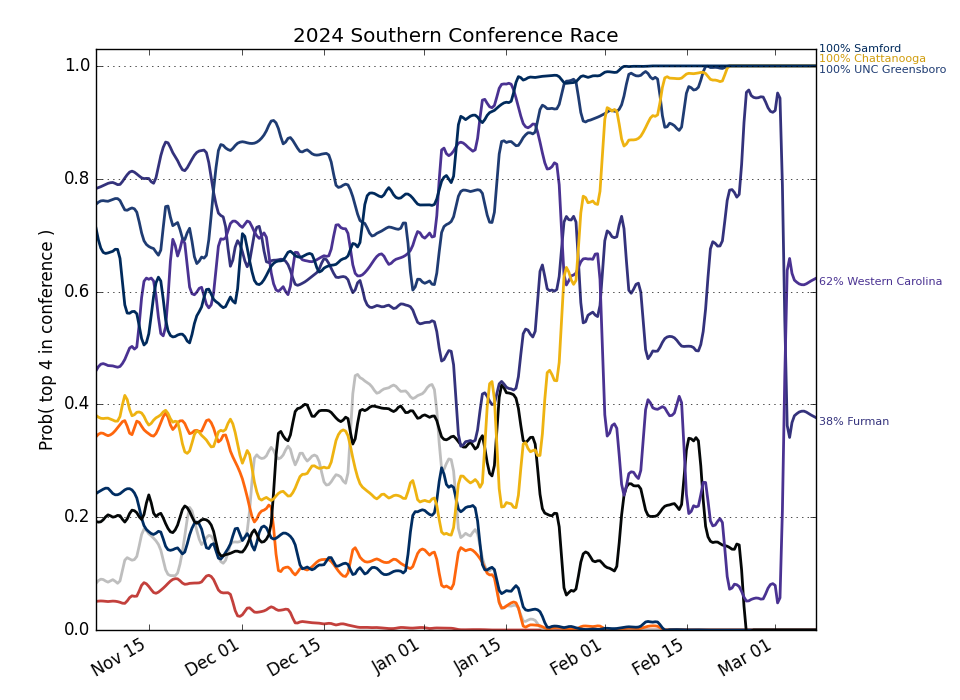 2024 Southern Conference Race
Prob( top 4 in conference )
1.0
0.8
0.6
0.4
0.2
0.0
Nov 15
Dec 01
Dec 15
Jan 01
Jan 15
Feb 01
Feb 15
Mar 01
100% Samford
100% Chattanooga
100% UNC Greensboro
62% Western Carolina
38% Furman